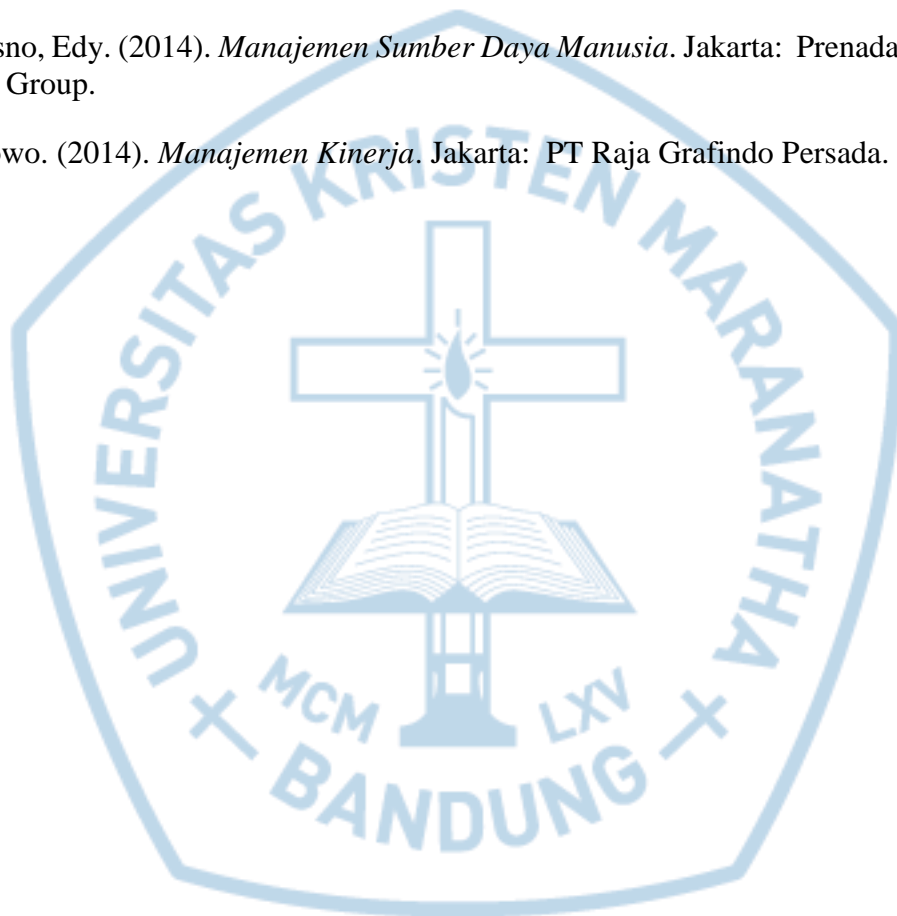 sno, Edy. (2014). Manajemen Sumber Daya Manusia. Jakarta: Prenada
Group.
owo. (2014). Manajemen Kinerja. Jakarta: PT Raja Grafindo Persada.
UNIVERSITAS KRISTEN MARANATHA
MCM LXV
BANDUNG